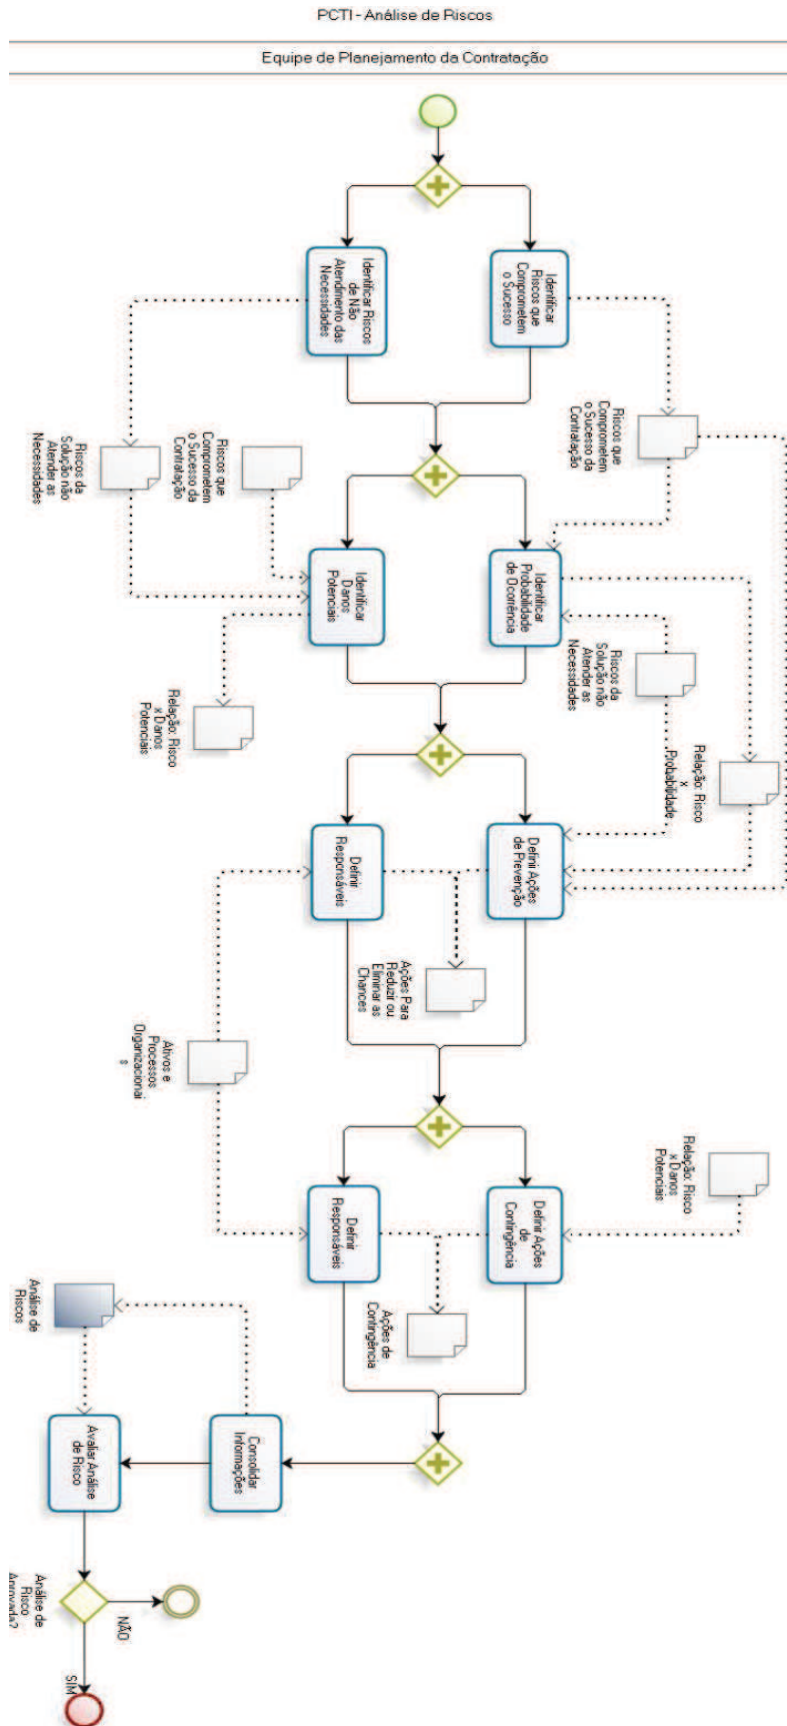 PCTI - Análise de Riscos
Equipe de Planejamento da Contratação
Identificar
Riscos que
Comprometem
o Sucesso
Identificar Riscos
de Não
Atendimento das
Necessidades
Riscos que
Comprometem
o Sucesso da
Contratação
Riscos que
Comprometem
o Sucesso da
Contratação
Riscos da
Solução não
Atender as
Necessidades
Identificar
Probabilidade
de Ocorrência
Identificar
Danos
Potenciais
Riscos da
Solução não
Atender as
Necessidades
Relação: Risco
x Danos
Potenciais
Relação: Risco
x
Probabilidade
Definir Ações
de Prevenção
Definir
Responsáveis
Ações Para
Reduzir ou
Eliminar as
Chances
Ativos e
Processos
Organizacionai
s
Relação: Risco
x Danos
Potenciais
Definir Ações
de
Contingência
Definir
Responsáveis
Ações de
Contingência
Análise de
Riscos
Consolidar
Informações
Avaliar Análise
de Risco
Análise de
Risco
Aprovada?
NÃO
SIM